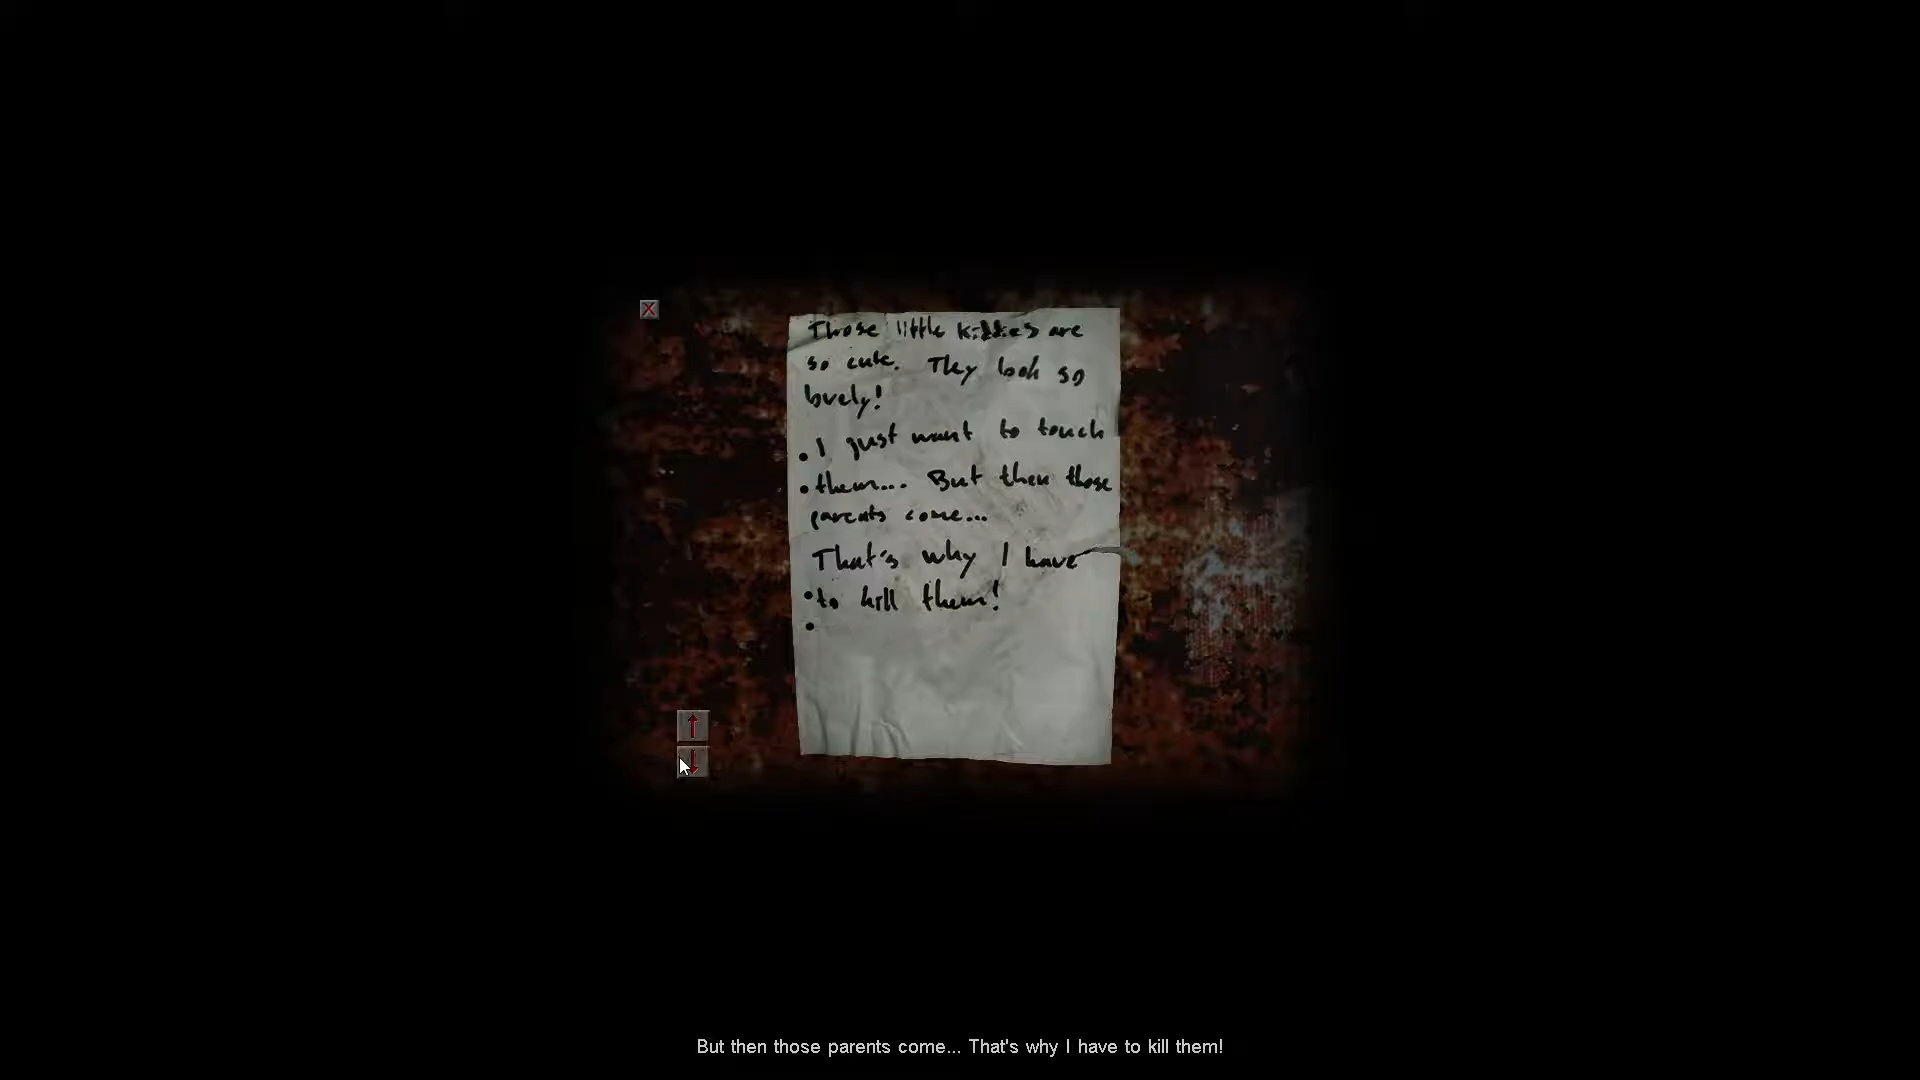 Those little kiddies are
so cute. They look so
lovely!
I just want to touch
them... But then those
parents come...
That's why I have
to kill them!
But then those parents come... That's why I have to kill them!